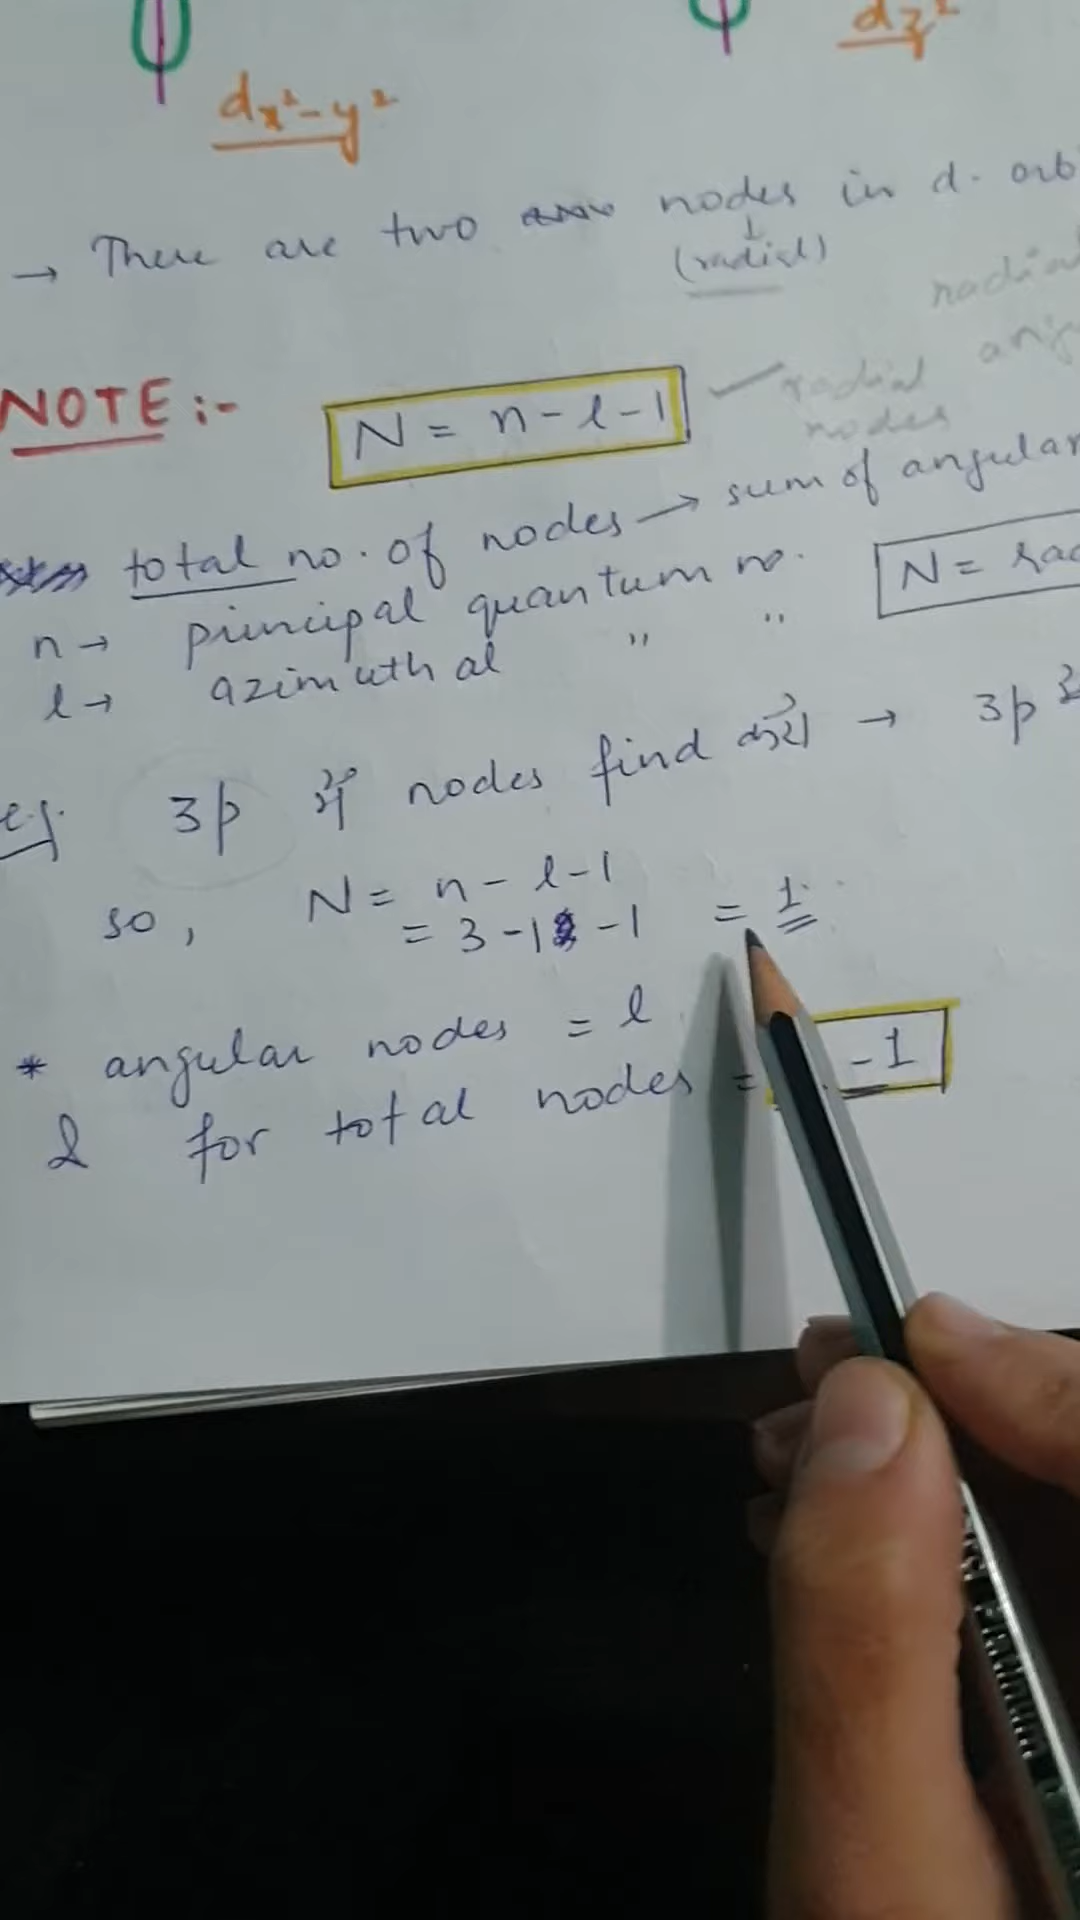 dx²-y²
dz²
→ There are two nodes in d-orb
↓
(radial)
NOTE :-
N = n - l - 1
radial
nodes
radial
total no. of nodes → sum of angular
n → principal quantum no.
N = rad
l → azimuthal " "
e.g. 3p में nodes find करो → 3p
so, N = n - l - 1
= 3 - 1 - 1 = 1
* angular nodes = l
& for total nodes = - 1